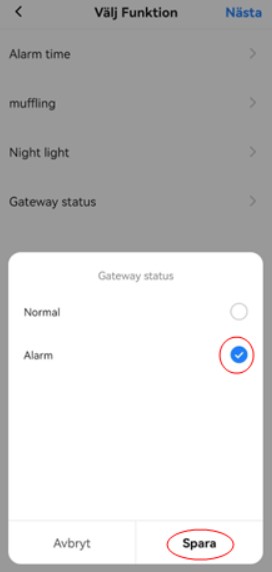 Välj Funktion Nästa
Alarm time
muffling
Night light
Gateway status
Gateway status
Normal
Alarm
Avbryt Spara